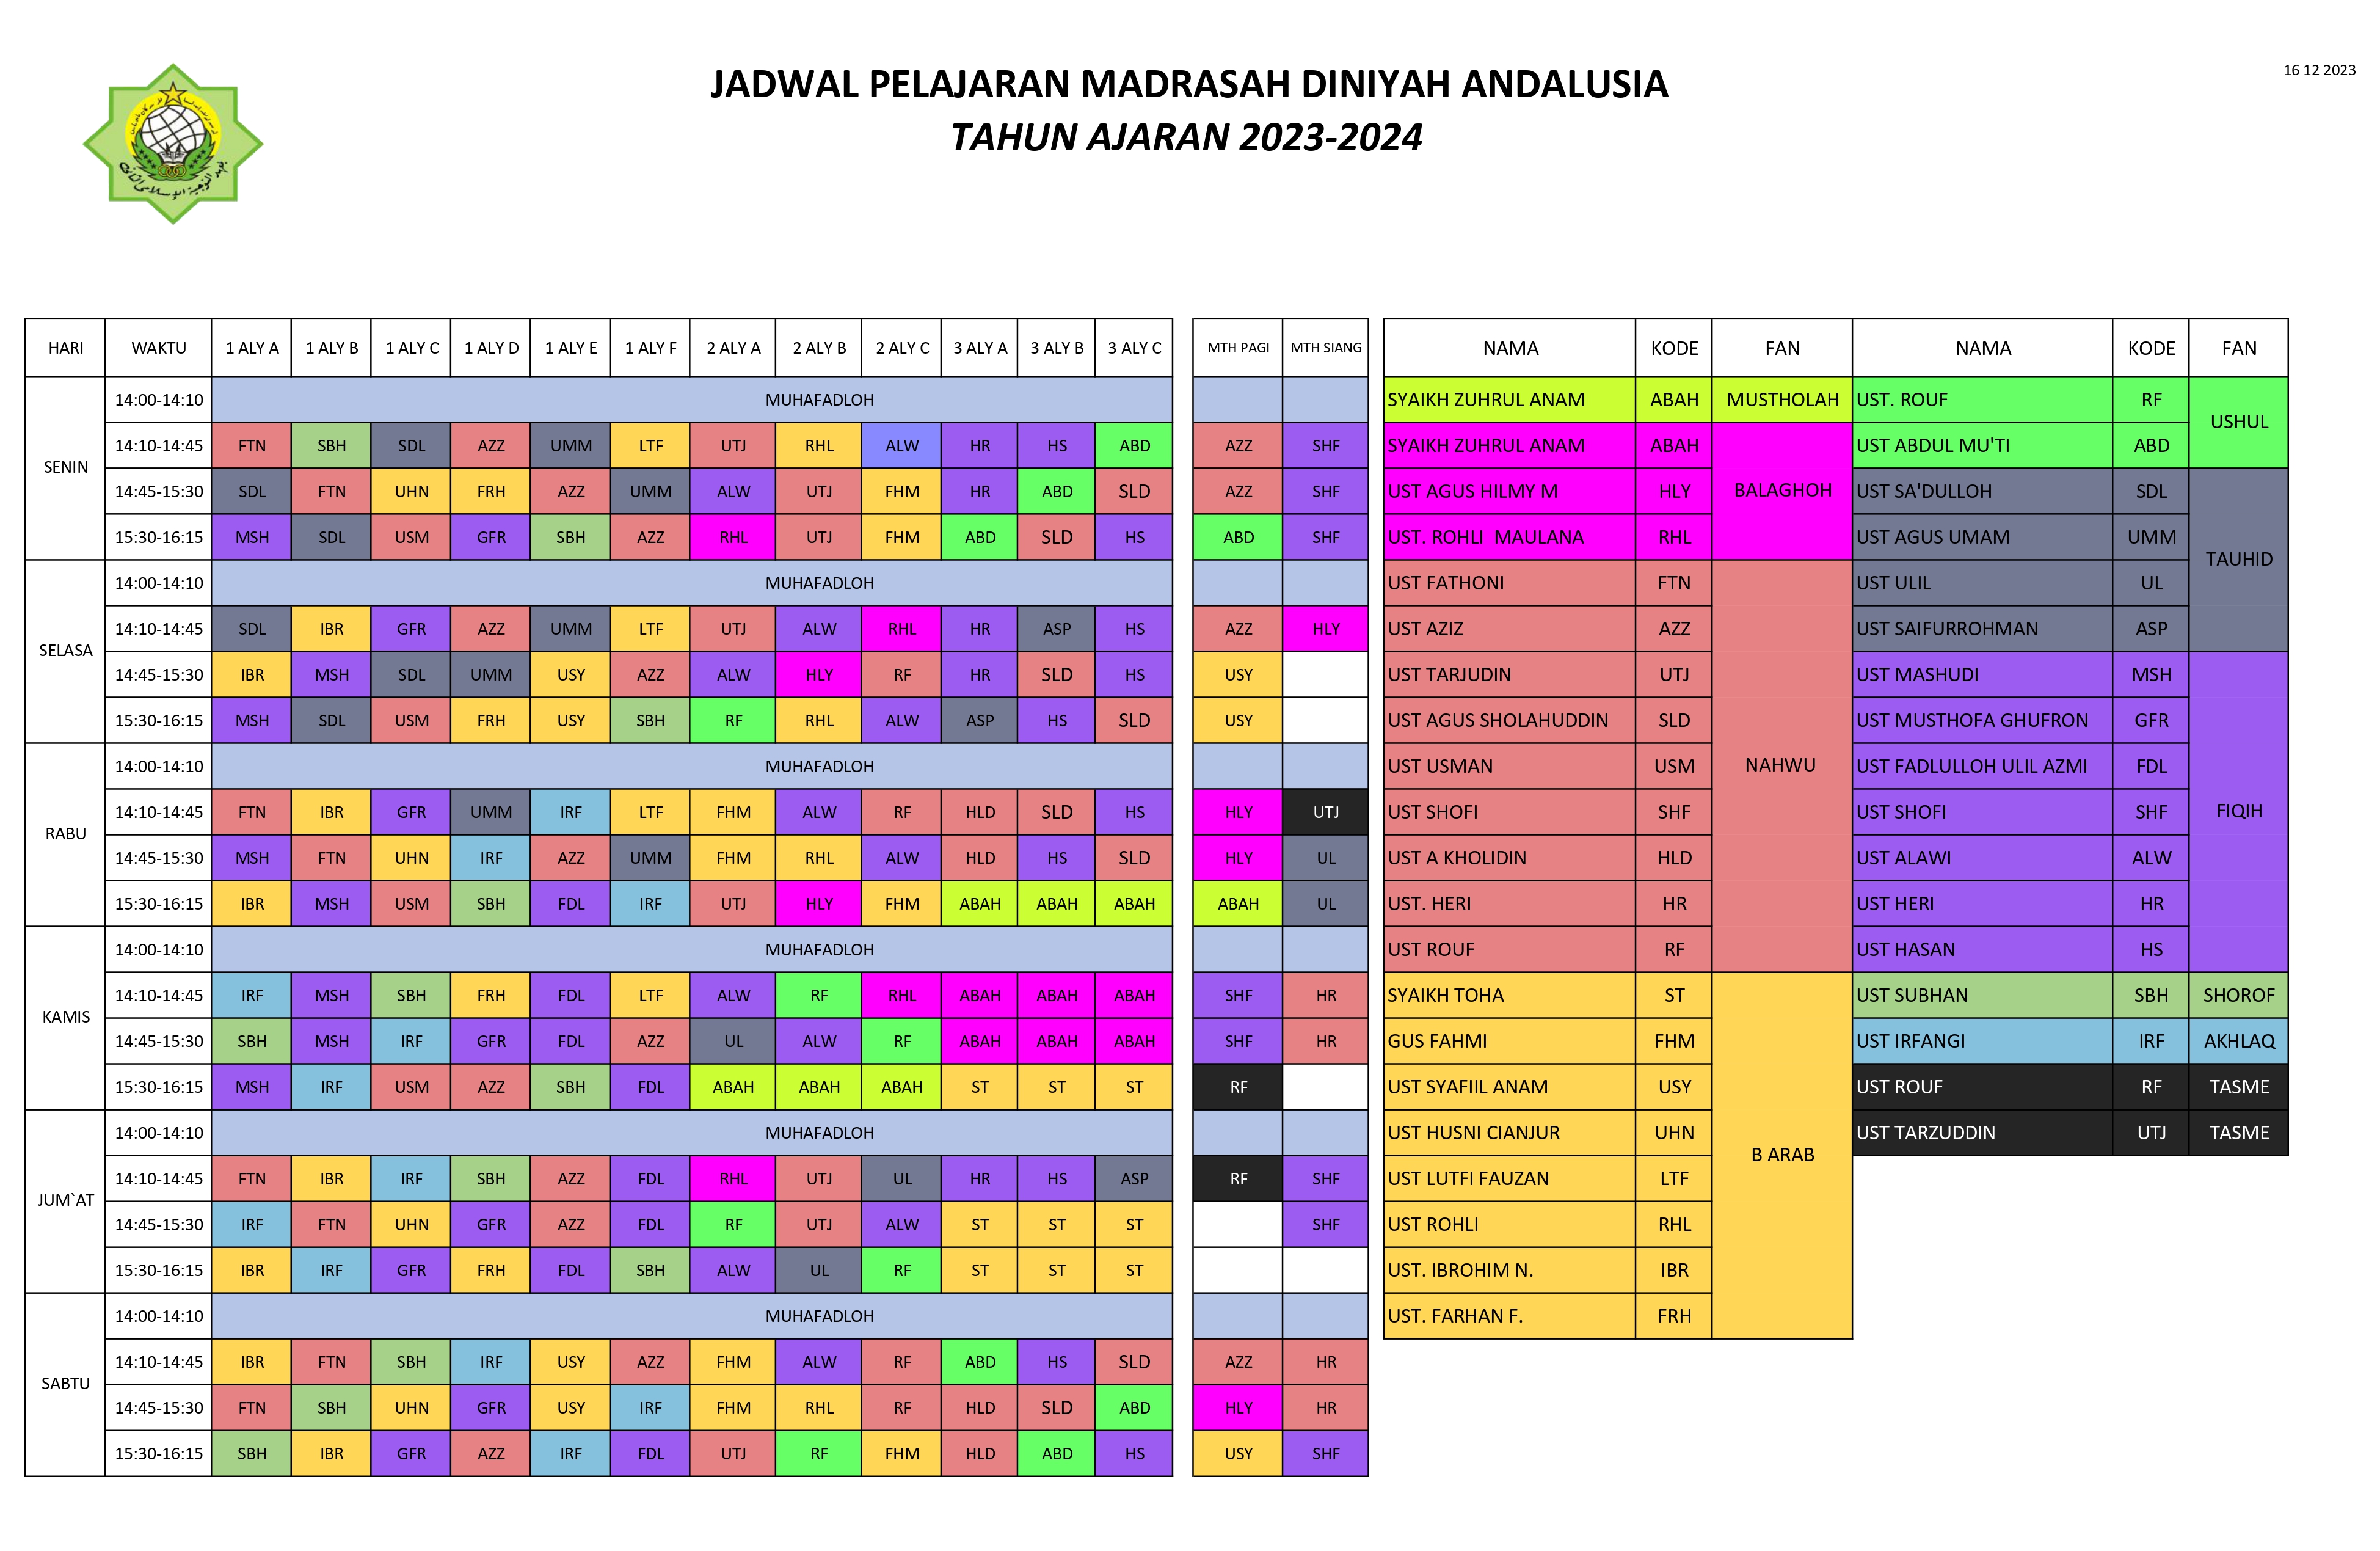 16 12 2023
JADWAL PELAJARAN MADRASAH DINIYAH ANDALUSIA
TAHUN AJARAN 2023-2024
HARI WAKTU 1 ALY A 1 ALY B 1 ALY C 1 ALY D 1 ALY E 1 ALY F 2 ALY A 2 ALY B 2 ALY C 3 ALY A 3 ALY B 3 ALY C MTH PAGI MTH SIANG
SENIN
14:00-14:10 MUHAFADLOH
14:10-14:45 FTN SBH SDL AZZ UMM LTF UTJ RHL ALW HR HS ABD AZZ SHF
14:45-15:30 SDL FTN UHN FRH AZZ UMM ALW UTJ FHM HR ABD SLD AZZ SHF
15:30-16:15 MSH SDL USM GFR SBH AZZ RHL UTJ FHM ABD SLD HS ABD SHF
SELASA
14:00-14:10 MUHAFADLOH
14:10-14:45 SDL IBR GFR AZZ UMM LTF UTJ ALW RHL HR ASP HS AZZ HLY
14:45-15:30 IBR MSH SDL UMM USY AZZ ALW HLY RF HR SLD HS USY
15:30-16:15 MSH SDL USM FRH USY SBH RF RHL ALW ASP HS SLD USY
RABU
14:00-14:10 MUHAFADLOH
14:10-14:45 FTN IBR GFR UMM IRF LTF FHM ALW RF HLD SLD HS HLY UTJ
14:45-15:30 MSH FTN UHN IRF AZZ UMM FHM RHL ALW HLD HS SLD HLY UL
15:30-16:15 IBR MSH USM SBH FDL IRF UTJ HLY FHM ABAH ABAH ABAH ABAH UL
KAMIS
14:00-14:10 MUHAFADLOH
14:10-14:45 IRF MSH SBH FRH FDL LTF ALW RF RHL ABAH ABAH ABAH SHF HR
14:45-15:30 SBH MSH IRF GFR FDL AZZ UL ALW RF ABAH ABAH ABAH SHF HR
15:30-16:15 MSH IRF USM AZZ SBH FDL ABAH ABAH ABAH ST ST ST RF
JUM`AT
14:00-14:10 MUHAFADLOH
14:10-14:45 FTN IBR IRF SBH AZZ FDL RHL UTJ UL HR HS ASP RF SHF
14:45-15:30 IRF FTN UHN GFR AZZ FDL RF UTJ ALW ST ST ST SHF
15:30-16:15 IBR IRF GFR FRH FDL SBH ALW UL RF ST ST ST
SABTU
14:00-14:10 MUHAFADLOH
14:10-14:45 IBR FTN SBH IRF USY AZZ FHM ALW RF ABD HS SLD AZZ HR
14:45-15:30 FTN SBH UHN GFR USY IRF FHM RHL RF HLD SLD ABD HLY HR
15:30-16:15 SBH IBR GFR AZZ IRF FDL UTJ RF FHM HLD ABD HS USY SHF
NAMA KODE FAN
SYAIKH ZUHRUL ANAM ABAH MUSTHOLAH
SYAIKH ZUHRUL ANAM ABAH
UST AGUS HILMY M HLY BALAGHOH
UST. ROHLI  MAULANA RHL
UST FATHONI FTN
UST AZIZ AZZ
UST TARJUDIN UTJ
UST AGUS SHOLAHUDDIN SLD
UST USMAN USM NAHWU
UST SHOFI SHF
UST A KHOLIDIN HLD
UST. HERI HR
UST ROUF RF
SYAIKH TOHA ST
GUS FAHMI FHM
UST SYAFIIL ANAM USY
UST HUSNI CIANJUR UHN
B ARAB
UST LUTFI FAUZAN LTF
UST ROHLI RHL
UST. IBROHIM N. IBR
UST. FARHAN F. FRH
NAMA KODE FAN
UST. ROUF RF
USHUL
UST ABDUL MU'TI ABD
UST SA'DULLOH SDL
UST AGUS UMAM UMM
TAUHID
UST ULIL UL
UST SAIFURROHMAN ASP
UST MASHUDI MSH
UST MUSTHOFA GHUFRON GFR
UST FADLULLOH ULIL AZMI FDL
UST SHOFI SHF FIQIH
UST ALAWI ALW
UST HERI HR
UST HASAN HS
UST SUBHAN SBH SHOROF
UST IRFANGI IRF AKHLAQ
UST ROUF RF TASME
UST TARZUDDIN UTJ TASME